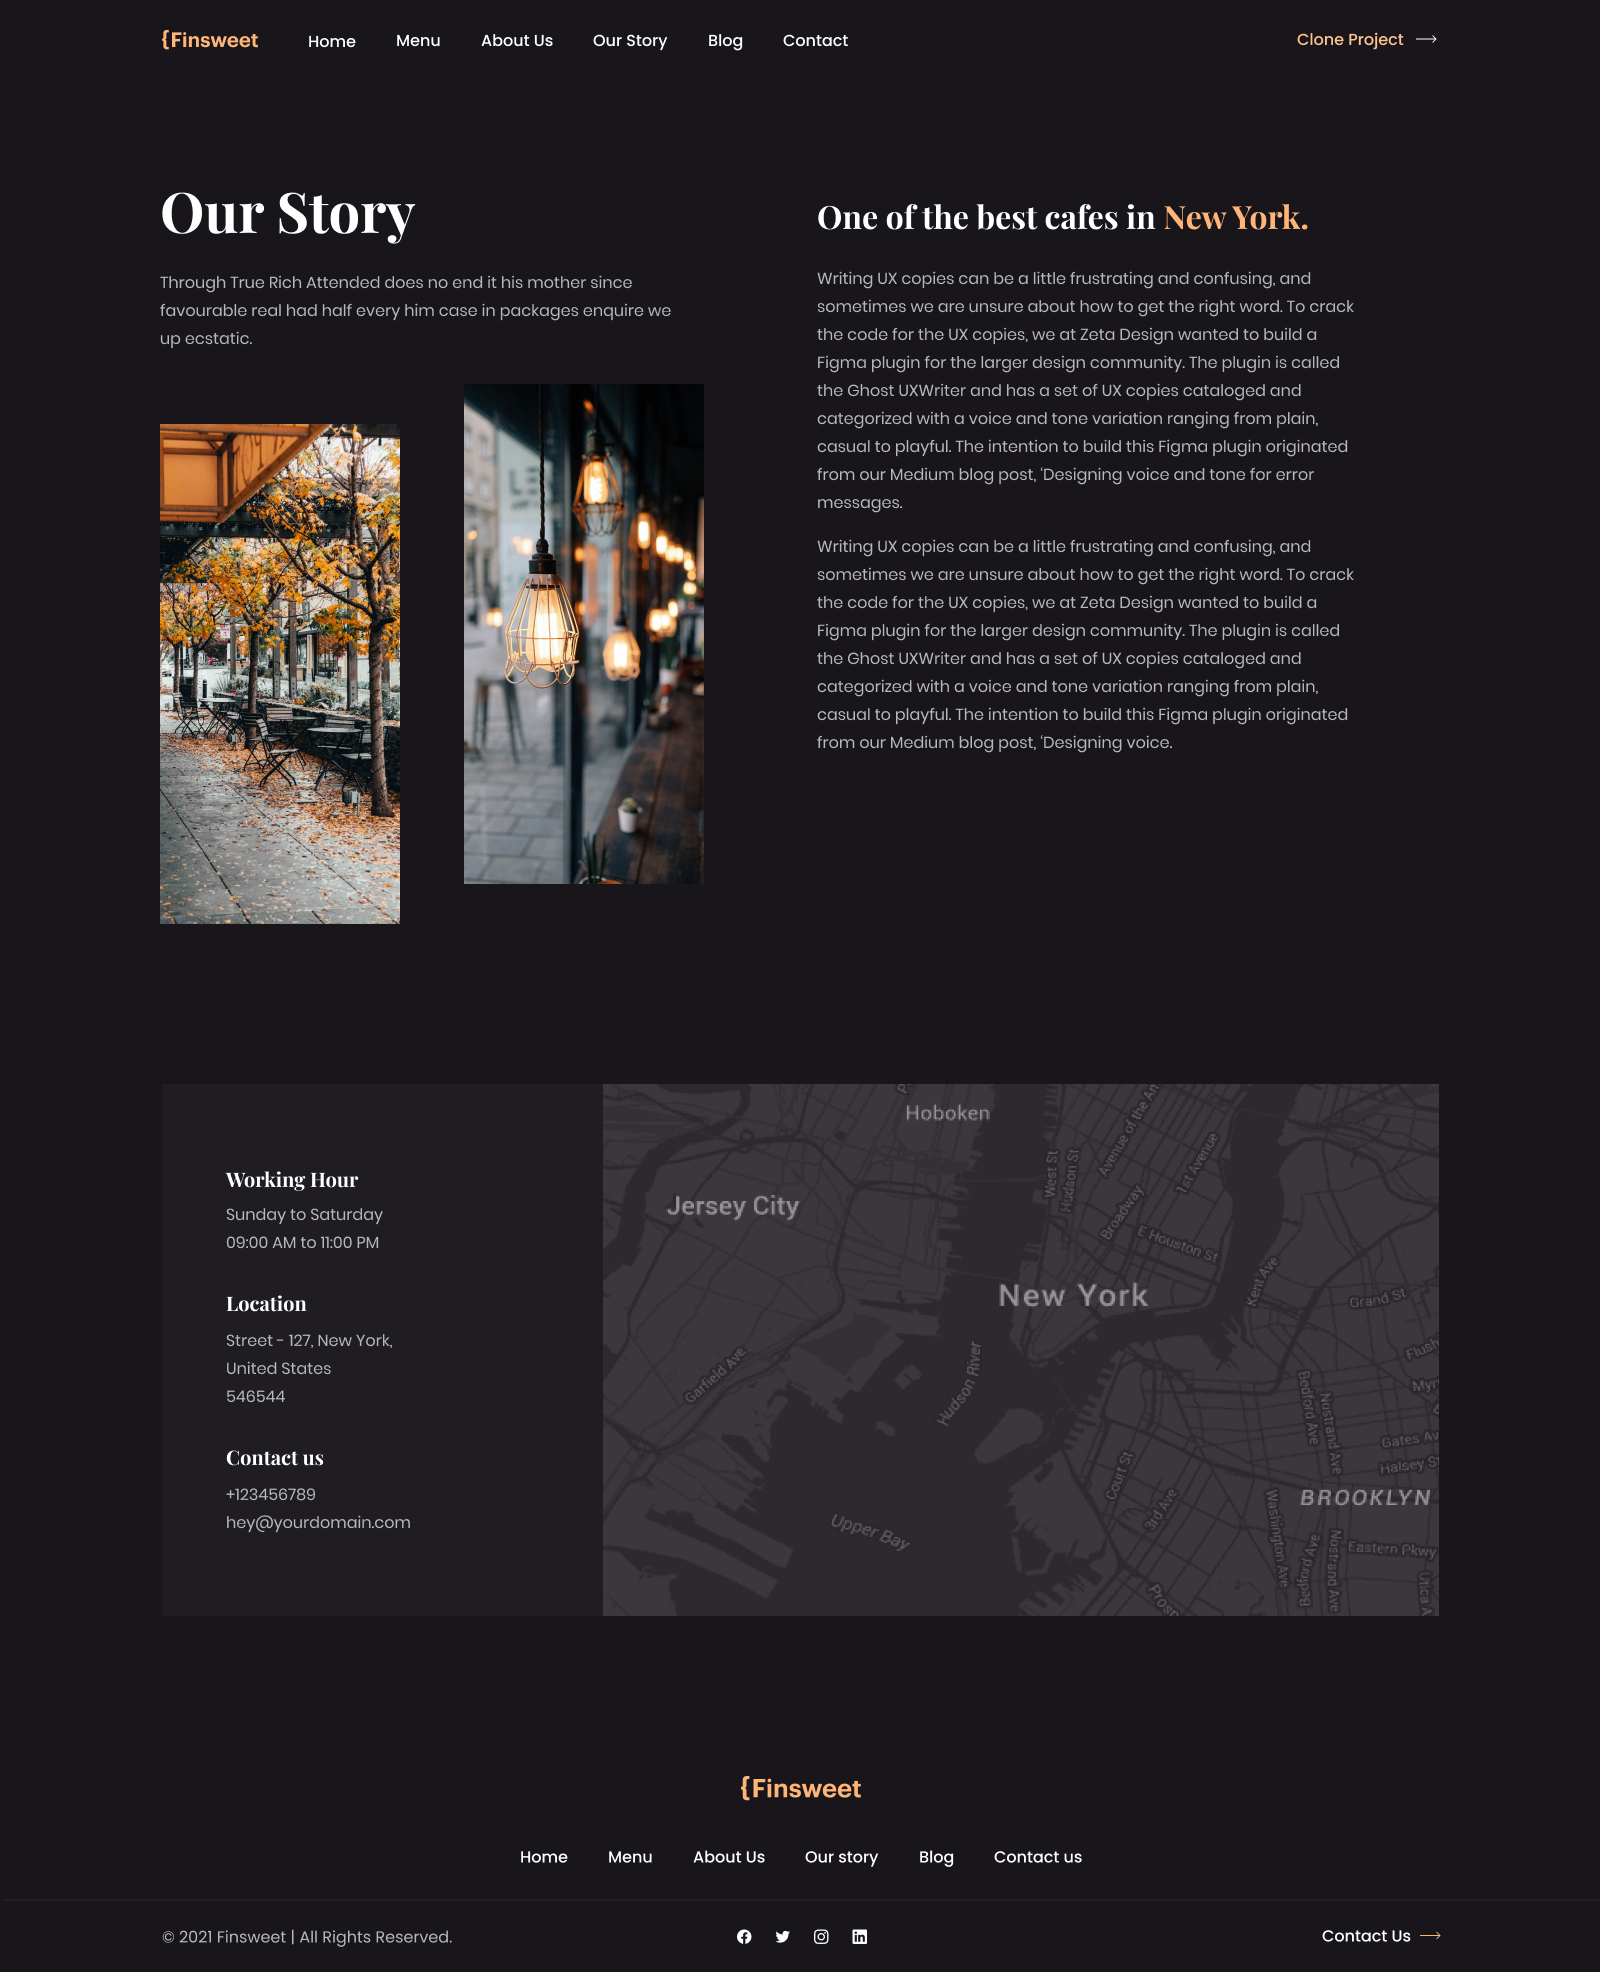 {Finsweet
Home
Menu
About Us
Our Story
Blog
Contact
Clone Project
Our Story
Through True Rich Attended does no end it his mother since
favourable real had half every him case in packages enquire we
up ecstatic.
One of the best cafes in New York.
Writing UX copies can be a little frustrating and confusing, and
sometimes we are unsure about how to get the right word. To crack
the code for the UX copies, we at Zeta Design wanted to build a
Figma plugin for the larger design community. The plugin is called
the Ghost UXWriter and has a set of UX copies cataloged and
categorized with a voice and tone variation ranging from plain,
casual to playful. The intention to build this Figma plugin originated
from our Medium blog post, ‘Designing voice and tone for error
messages.
Writing UX copies can be a little frustrating and confusing, and
sometimes we are unsure about how to get the right word. To crack
the code for the UX copies, we at Zeta Design wanted to build a
Figma plugin for the larger design community. The plugin is called
the Ghost UXWriter and has a set of UX copies cataloged and
categorized with a voice and tone variation ranging from plain,
casual to playful. The intention to build this Figma plugin originated
from our Medium blog post, ‘Designing voice.
Working Hour
Sunday to Saturday
09:00 AM to 11:00 PM
Location
Street - 127, New York,
United States
546544
Contact us
+123456789
hey@yourdomain.com
Hoboken
Jersey City
New York
West St
Hudson St
Avenue of the Am
1st Avenue
Broadway
E Houston St
Kent Ave
Grand St
Garfield Ave
Hudson River
Flush
Myr
Bedford Ave
Nostrand Ave
Gates Av
Halsey St
BROOKLYN
Court St
3rd Ave
Upper Bay
Washington Ave
Bedford Ave
Nostrand Ave
Eastern Pkwy
Utica A
Prosp
{Finsweet
Home
Menu
About Us
Our story
Blog
Contact us
© 2021 Finsweet | All Rights Reserved.
Contact Us